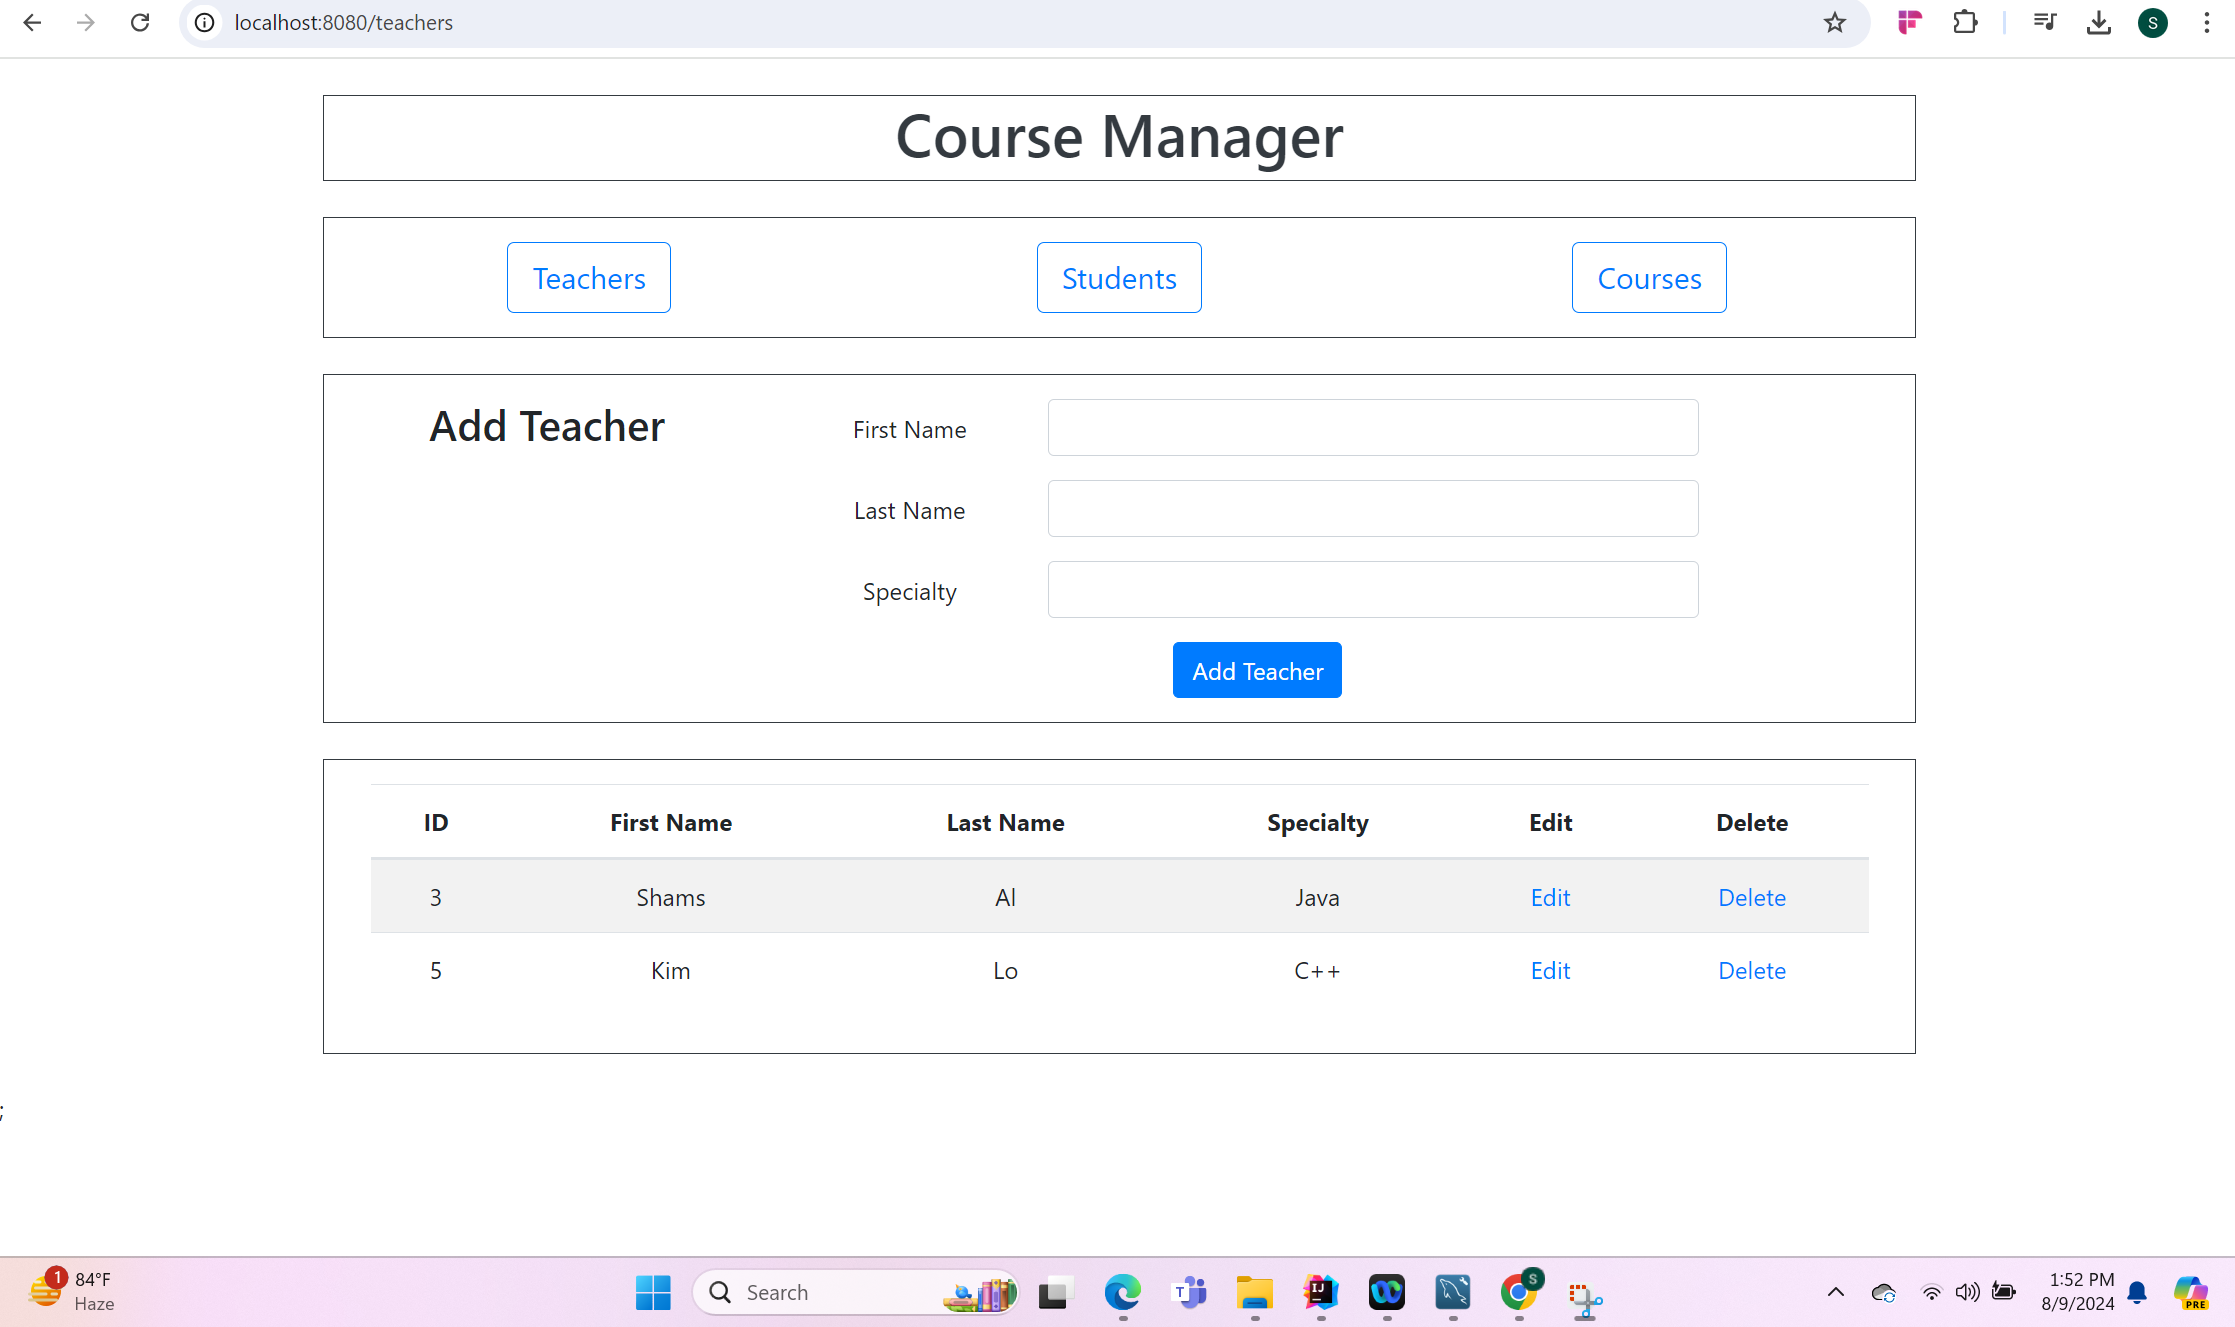 localhost:8080/teachers
S
Course Manager
Teachers Students Courses
Add Teacher First Name
Last Name
Specialty
Add Teacher
ID First Name Last Name Specialty Edit Delete
3 Shams Al Java Edit Delete
5 Kim Lo C++ Edit Delete
;
1 84°F
Haze
Search
T
IJ
S
1:52 PM
8/9/2024
PRE